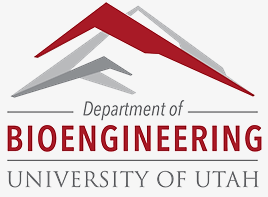 Department of
BIOENGINEERING
UNIVERSITY OF UTAH